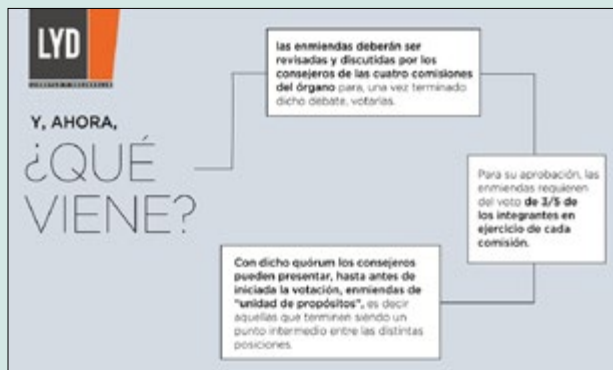 LYD
Y, AHORA,
¿QUÉ
VIENE?
las enmiendas deberán ser
revisadas y discutidas por los
consejeros de las cuatro comisiones
del órgano para, una vez terminado
dicho debate, votarlas.
Para su aprobación, las
enmiendas requieren
del voto de 3/5 de
los integrantes en
ejercicio de cada
comisión.
Con dicho quórum los consejeros
pueden presentar, hasta antes de
iniciada la votación, enmiendas de
"unidad de propósitos", es decir
aquellas que terminen siendo un
punto intermedio entre las distintas
posiciones.